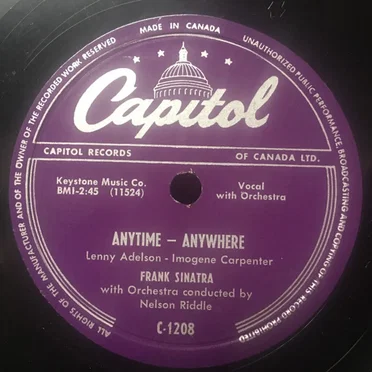 MADE IN CANADA
ALL RIGHTS OF THE MANUFACTURER AND OF THE OWNER OF THE RECORDED WORK RESERVED
UNAUTHORIZED PUBLIC PERFORMANCE, BROADCASTING AND COPYING OF THIS RECORD PROHIBITED
Capitol
CAPITOL RECORDS
OF CANADA LTD.
Keystone Music Co.
BMI-2:45 (11524)
Vocal
with Orchestra
ANYTIME — ANYWHERE
Lenny Adelson - Imogene Carpenter
FRANK SINATRA
with Orchestra conducted by
Nelson Riddle
C-1208